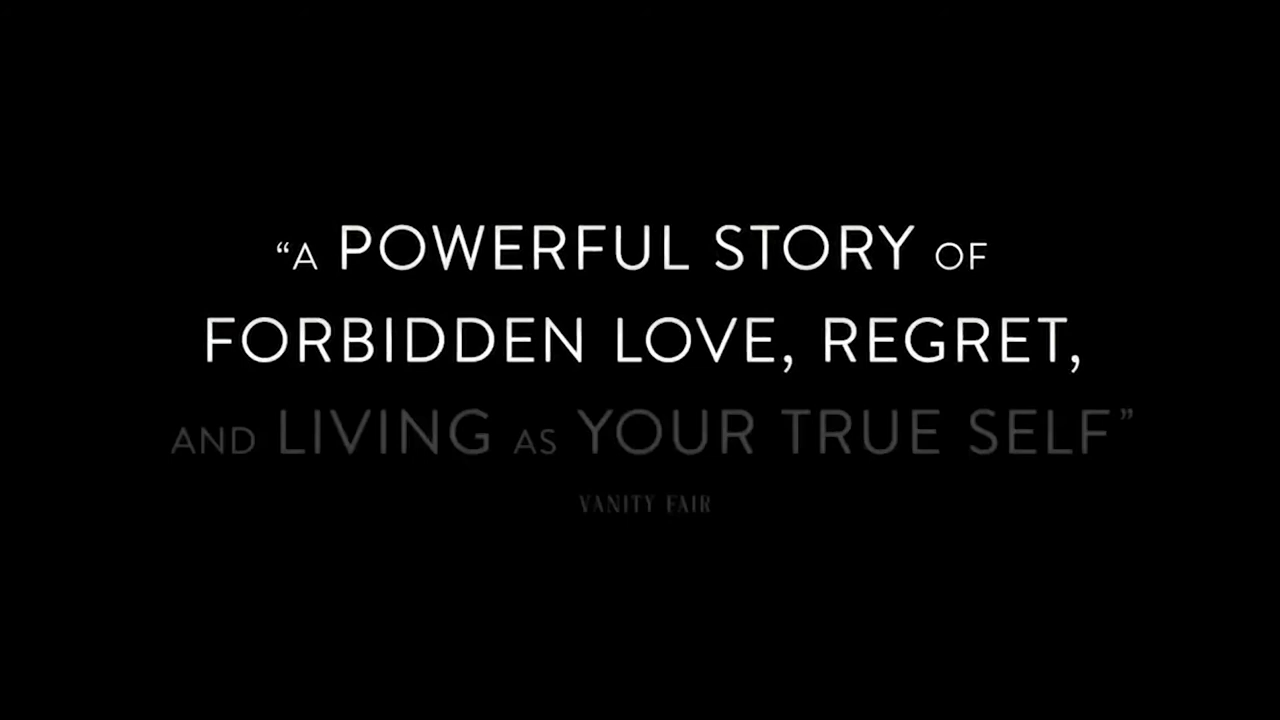 “A POWERFUL STORY OF
FORBIDDEN LOVE, REGRET,
AND LIVING AS YOUR TRUE SELF”
VANITY FAIR